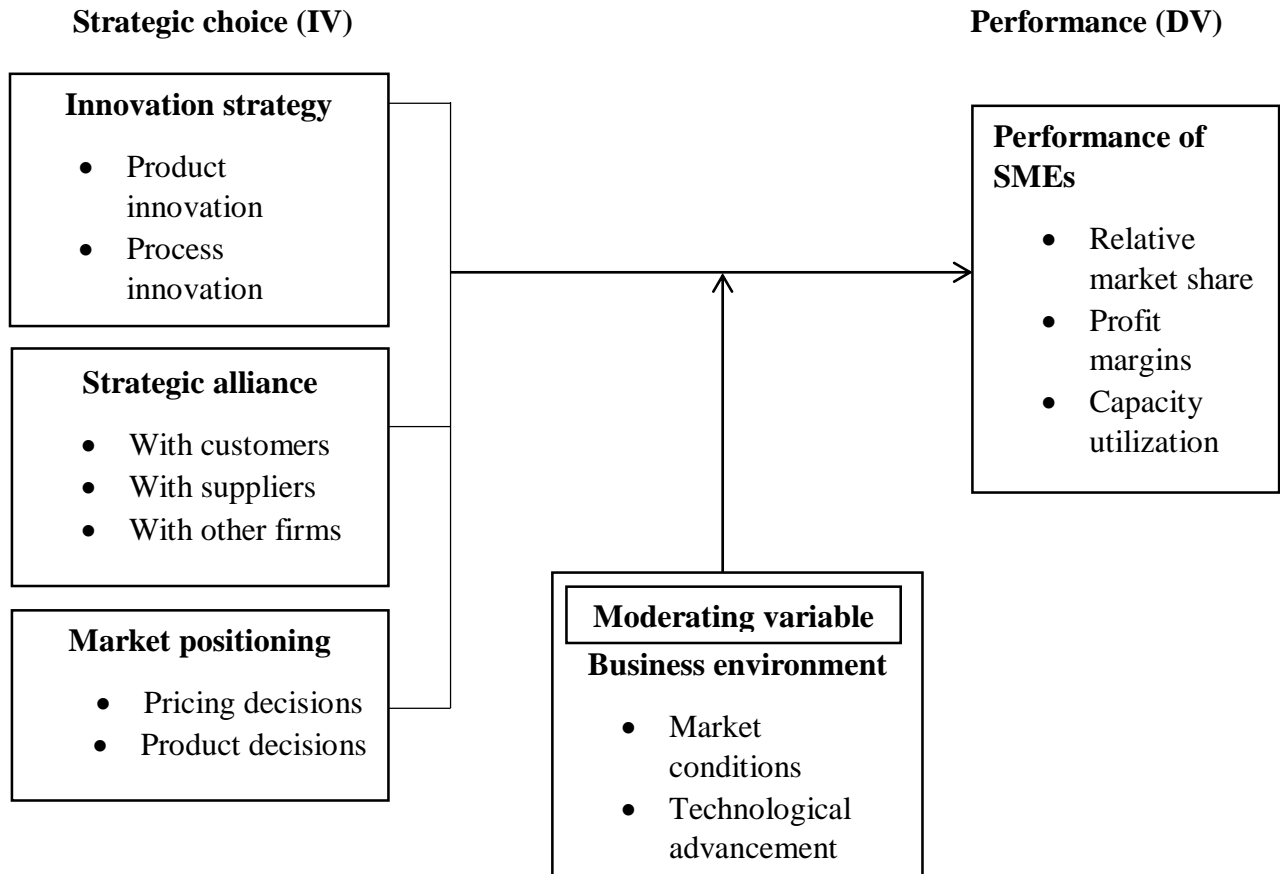 Strategic choice (IV)
Performance (DV)
Innovation strategy
• Product
innovation
• Process
innovation
Strategic alliance
• With customers
• With suppliers
• With other firms
Market positioning
• Pricing decisions
• Product decisions
Moderating variable
Business environment
• Market
conditions
• Technological
advancement
Performance of
SMEs
• Relative
market share
• Profit
margins
• Capacity
utilization